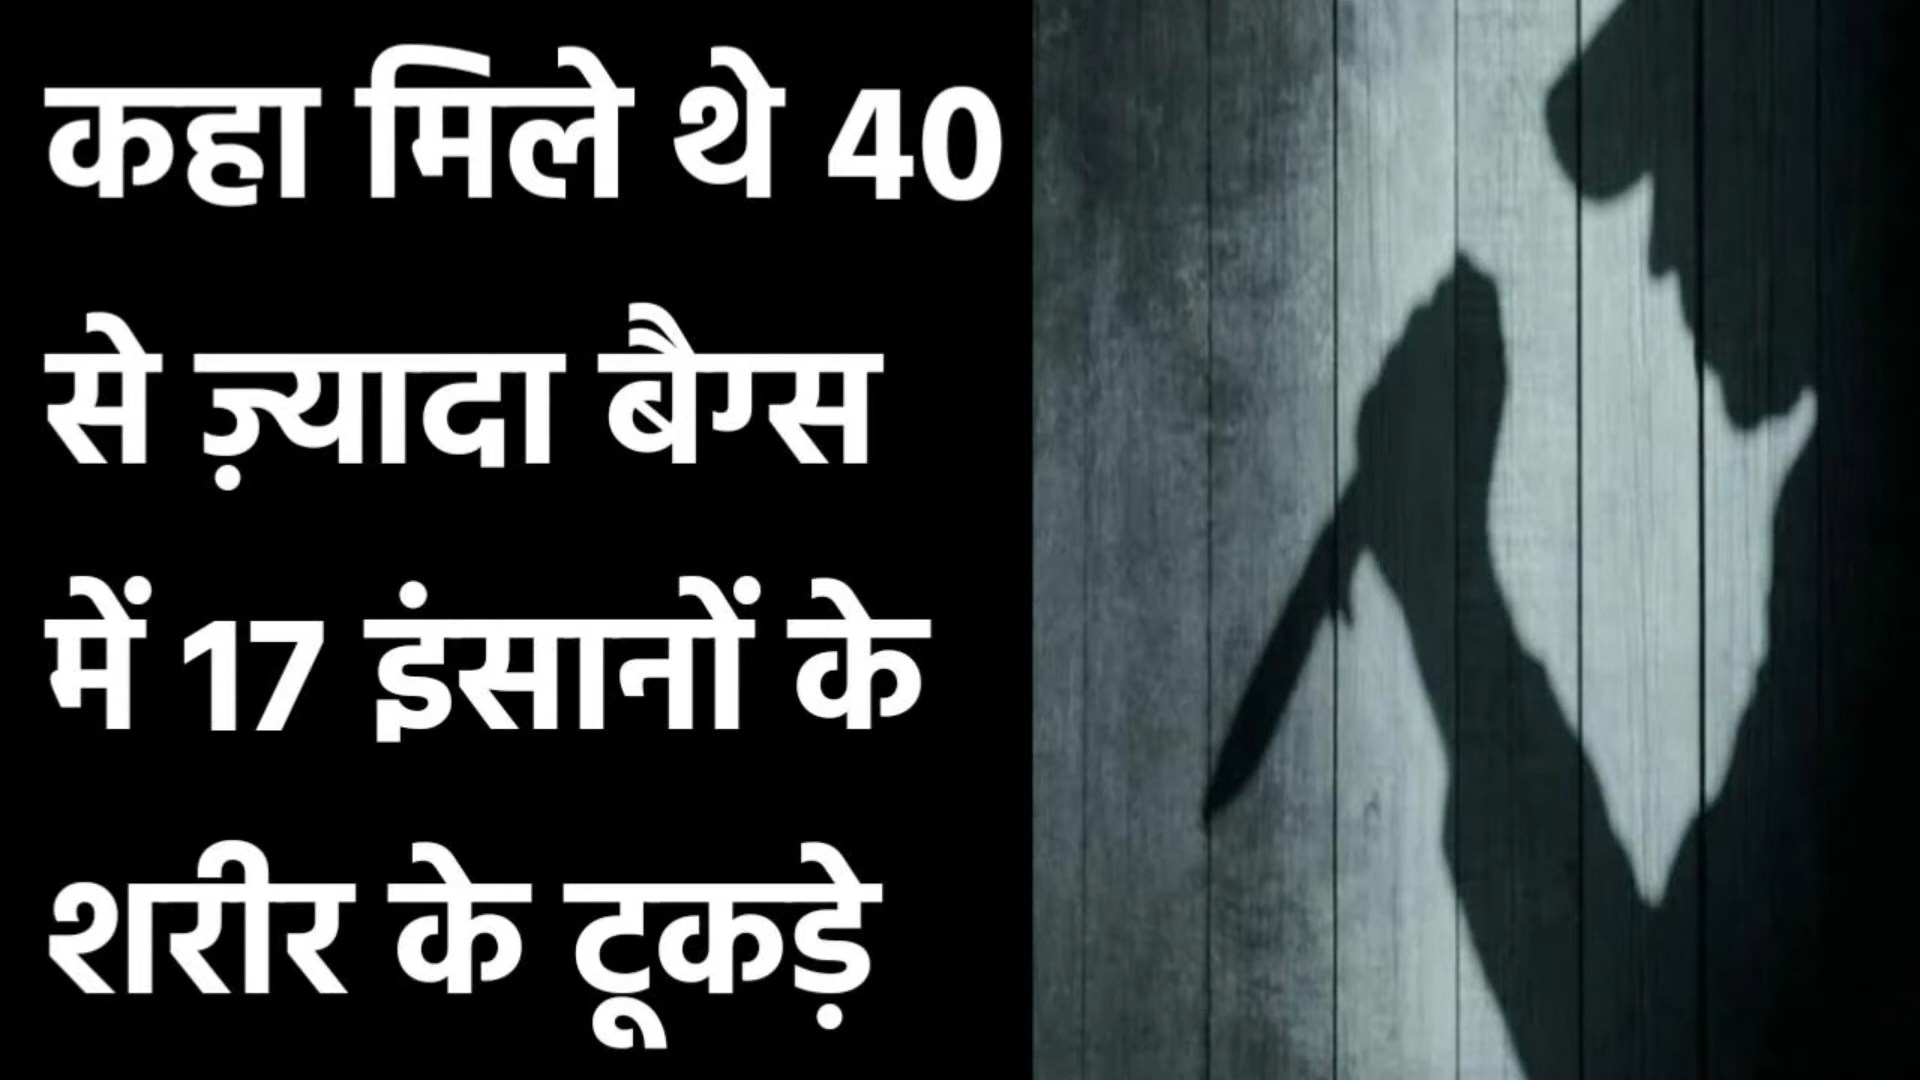 कहा मिले थे 40
से ज़्यादा बैग्स
में 17 इंसानों के
शरीर के टूकड़े